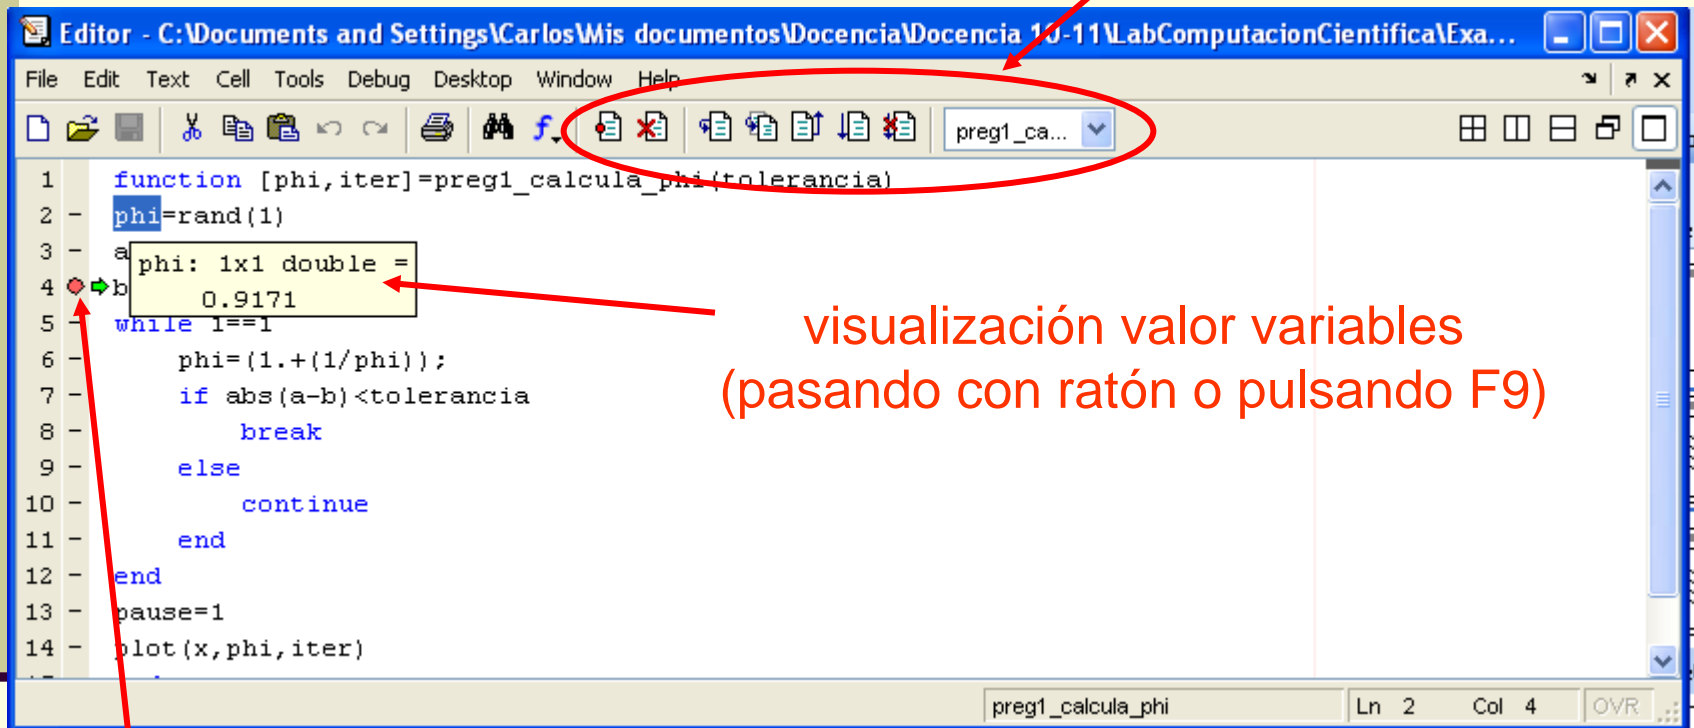 Editor - C:\Documents and Settings\Carlos\Mis documentos\Docencia\Docencia 10-11\LabComputacionCientifica\Exa...
File Edit Text Cell Tools Debug Desktop Window Help
preg1_ca...
1 function [phi,iter]=preg1_calcula_phi(tolerancia)
2 - phi=rand(1)
3 - a
phi: 1x1 double =
4 b
0.9171
5 - while 1==1
6 - phi=(1.+(1/phi));
7 - if abs(a-b)<tolerancia
8 - break
9 - else
10 - continue
11 - end
12 - end
13 - pause=1
14 - plot(x,phi,iter)
visualización valor variables
(pasando con ratón o pulsando F9)
preg1_calcula_phi Ln 2 Col 4 OVR